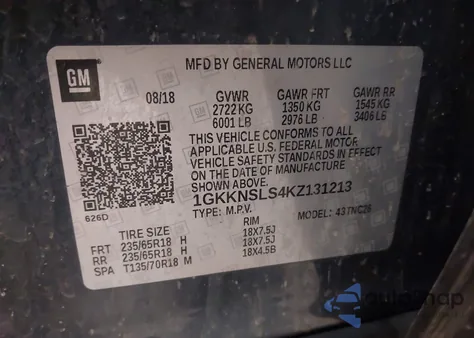 GM
MFD BY GENERAL MOTORS LLC
08/18 GVWR GAWR FRT GAWR RR
2722 KG 1350 KG 1545 KG
6001 LB 2976 LB 3406 LB
THIS VEHICLE CONFORMS TO ALL
APPLICABLE U.S. FEDERAL MOTOR
VEHICLE SAFETY STANDARDS IN EFFECT
ON THE DATE OF MANUFACTURE SHOWN ABOVE.
1GKKNSLS4KZ131213
TYPE: M.P.V. MODEL: 43TNC26
626D
TIRE SIZE RIM
FRT 235/65R18 H 18X7.5J
RR 235/65R18 H 18X7.5J
SPA T135/70R18 M 18X4.5B
autosnap